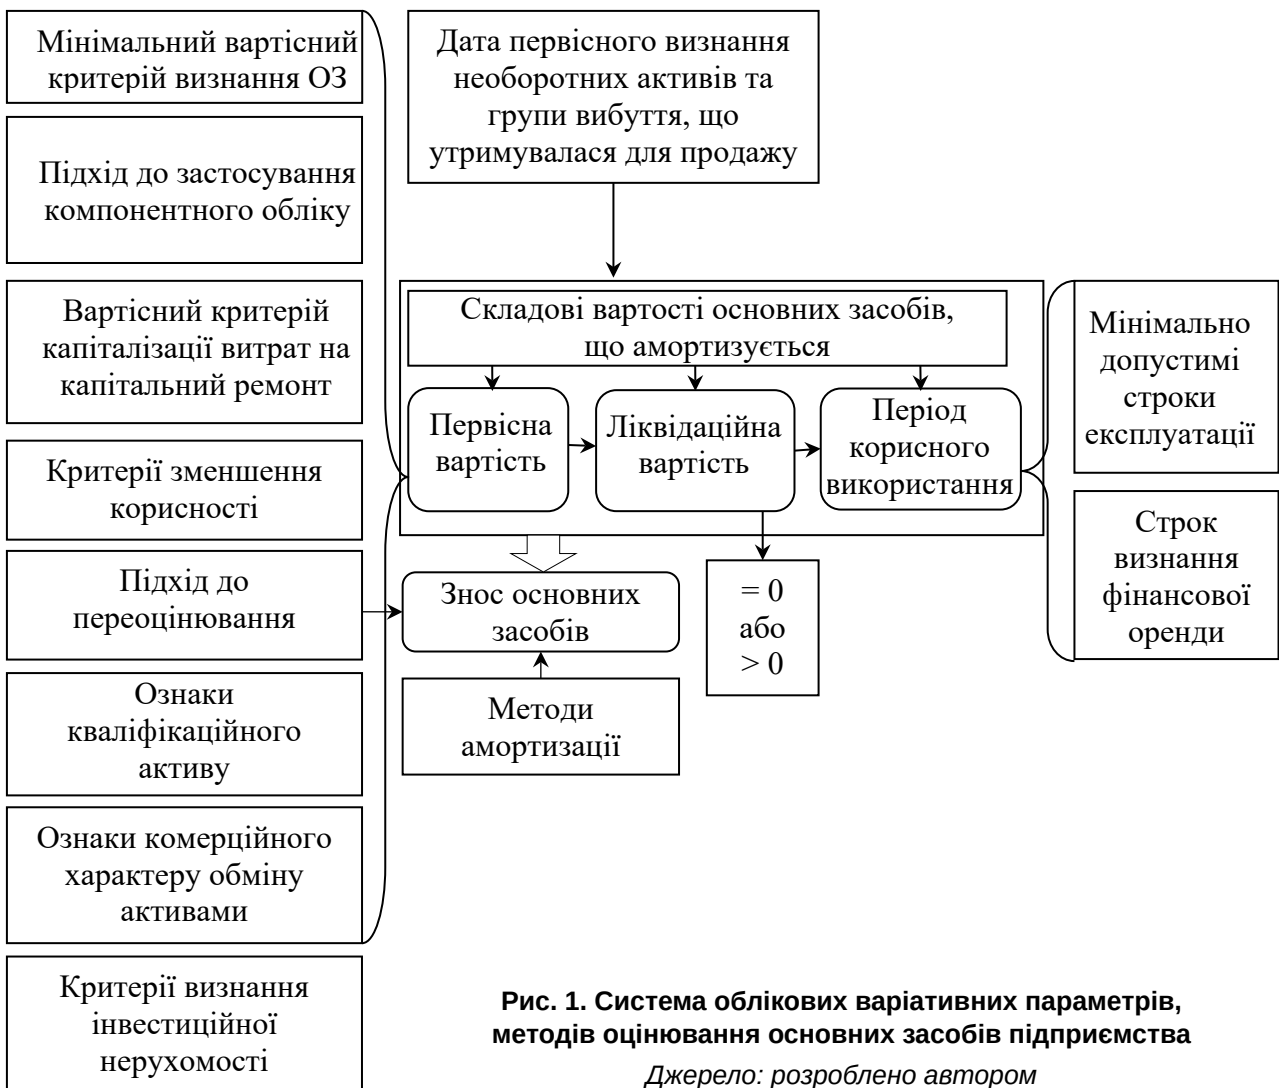 Мінімальний вартісний
критерій визнання ОЗ
Підхід до застосування
компонентного обліку
Вартісний критерій
капіталізації витрат на
капітальний ремонт
Критерії зменшення
корисності
Підхід до
переоцінювання
Ознаки
кваліфікаційного
активу
Ознаки комерційного
характеру обміну
активами
Критерії визнання
інвестиційної
нерухомості
Дата первісного визнання
необоротних активів та
групи вибуття, що
утримувалася для продажу
Складові вартості основних засобів,
що амортизується
Первісна
вартість
Ліквідаційна
вартість
Період
корисного
використання
Знос основних
засобів
= 0
або
> 0
Методи
амортизації
Мінімально
допустимі
строки
експлуатації
Строк
визнання
фінансової
оренди
Рис. 1. Система облікових варіативних параметрів,
методів оцінювання основних засобів підприємства
Джерело: розроблено автором